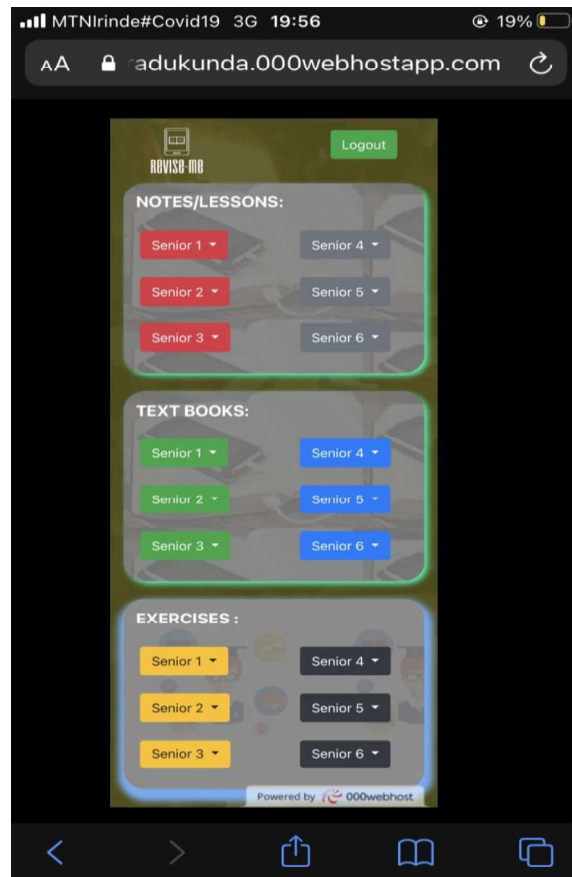 MTNIrinde#Covid19 3G 19:56 19%
AA adukunda.000webhostapp.com
REVISE-ME
Logout
NOTES/LESSONS:
Senior 1 Senior 4
Senior 2 Senior 5
Senior 3 Senior 6
TEXT BOOKS:
Senior 1 Senior 4
Senior 2 Senior 5
Senior 3 Senior 6
EXERCISES :
Senior 1 Senior 4
Senior 2 Senior 5
Senior 3 Senior 6
Powered by 000webhost